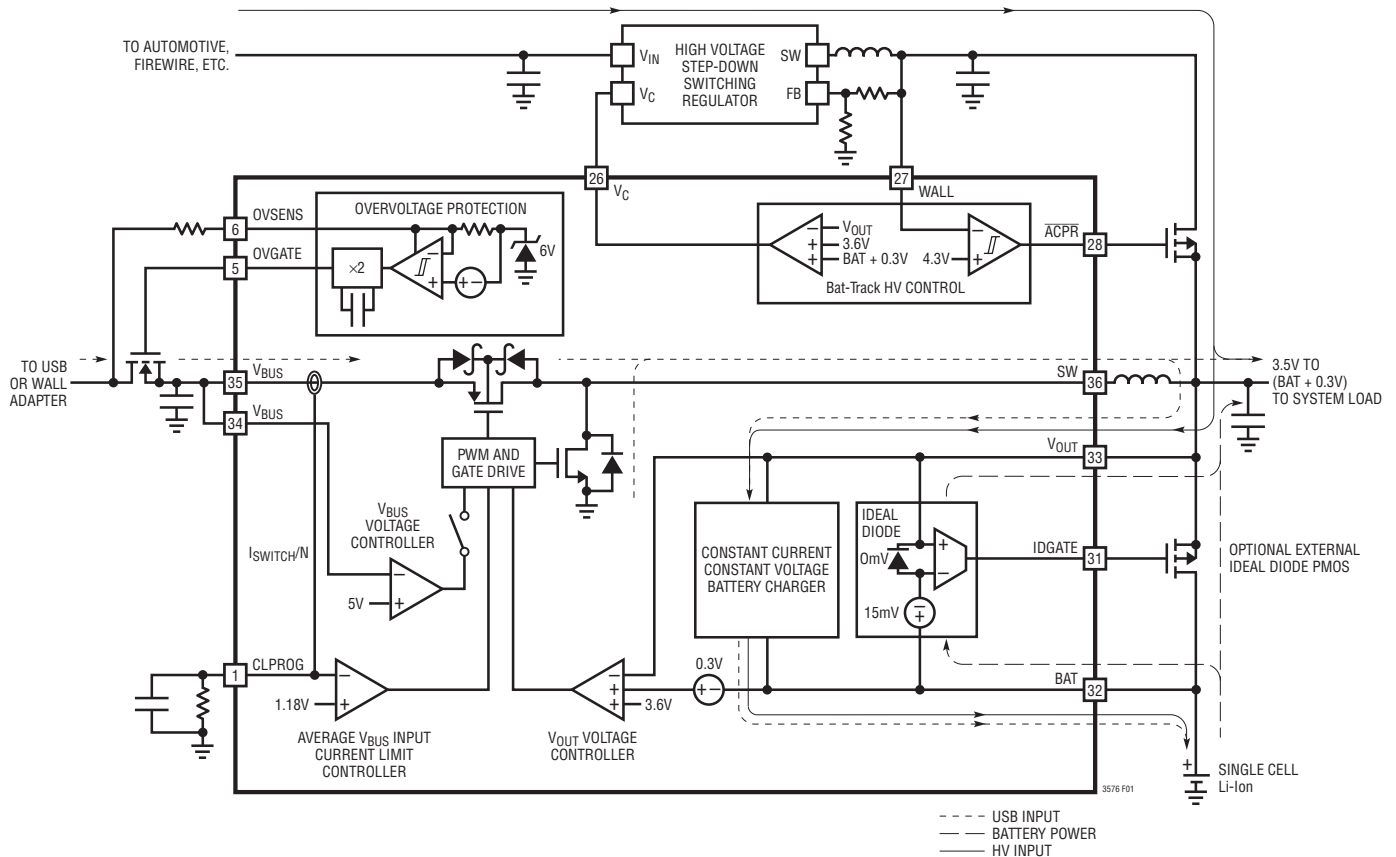 TO AUTOMOTIVE,
FIREWIRE, ETC.
VIN
VC
HIGH VOLTAGE
STEP-DOWN
SWITCHING
REGULATOR
SW
FB
26
VC
27
WALL
OVERVOLTAGE PROTECTION
6
OVSENS
5
OVGATE
×2
6V
VOUT
3.6V
BAT + 0.3V
4.3V
Bat-Track HV CONTROL
ACPR
28
TO USB
OR WALL
ADAPTER
35
VBUS
34
VBUS
SW
36
3.5V TO
(BAT + 0.3V)
TO SYSTEM LOAD
PWM AND
GATE DRIVE
VBUS
VOLTAGE
CONTROLLER
ISWITCH/N
5V
VOUT
33
CONSTANT CURRENT
CONSTANT VOLTAGE
BATTERY CHARGER
IDEAL
DIODE
0mV
15mV
IDGATE
31
OPTIONAL EXTERNAL
IDEAL DIODE PMOS
1
CLPROG
1.18V
AVERAGE VBUS INPUT
CURRENT LIMIT
CONTROLLER
0.3V
3.6V
VOUT VOLTAGE
CONTROLLER
BAT
32
SINGLE CELL
Li-Ion
3576 F01
USB INPUT
BATTERY POWER
HV INPUT